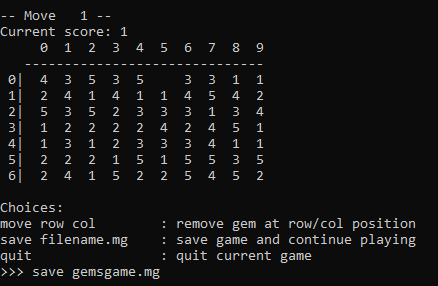 -- Move   1 --
Current score: 1
     0  1  2  3  4  5  6  7  8  9
   -------------------------------
 0|  4  3  5  3  5     3  3  1  1
 1|  2  4  1  4  1  1  4  5  4  2
 2|  5  3  5  2  3  3  3  1  3  4
 3|  1  2  2  2  4  2  2  4  5  1
 4|  1  3  1  2  3  3  3  4  1  1
 5|  2  2  2  1  5  1  5  5  3  5
 6|  2  4  1  5  2  2  5  4  5  2
Choices:
move row col        : remove gem at row/col position
save filename.mg    : save game and continue playing
quit                : quit current game
>>> save gemsgame.mg